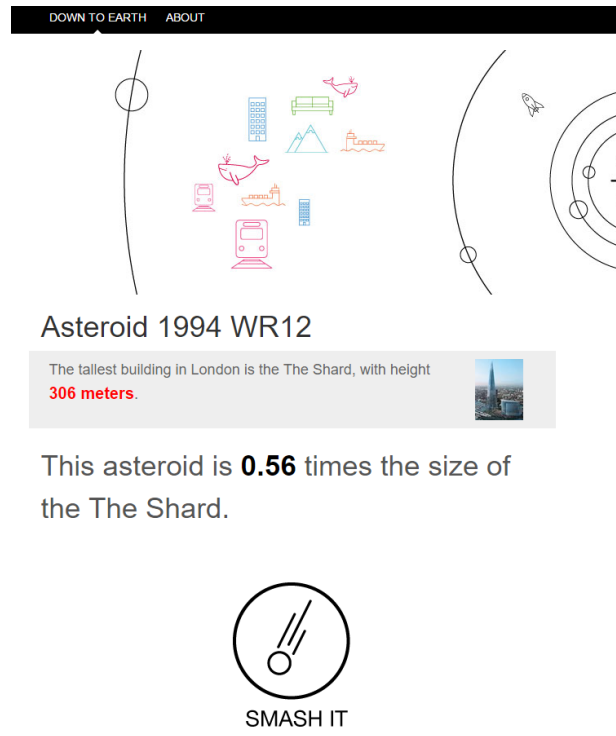 DOWN TO EARTH ABOUT
Asteroid 1994 WR12
The tallest building in London is the The Shard, with height
306 meters.
This asteroid is 0.56 times the size of
the The Shard.
SMASH IT